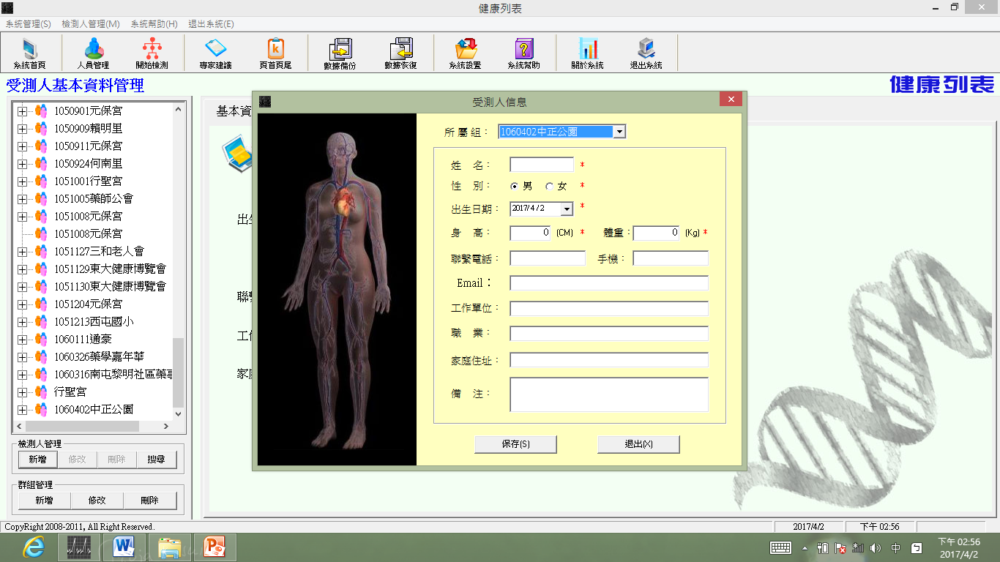 健康列表
系統管理(S) 檢測人管理(M) 系統幫助(H) 退出系統(E)
系統首頁 人員管理 開始檢測 專家建議 頁首頁尾 數據備份 數據恢復 系統設置 系統幫助 關於系統 退出系統
受測人基本資料管理
健康列表
1050901元保宮
1050909賴明里
1050911元保宮
1050924何南里
1051001行聖宮
1051005藥師公會
1051008元保宮
1051008元保宮
1051127三和老人會
1051129東大健康博覽會
1051130東大健康博覽會
1051204元保宮
1051213西屯國小
1060111通豪
1060326藥學嘉年華
1060316南屯黎明社區藥事
行聖宮
1060402中正公園
檢測人管理
新增 修改 刪除 搜尋
群組管理
新增 修改 刪除
基本資
出生
聯繫
工作
家庭
受測人信息
所屬組： 1060402中正公園
姓 名： *
性 別： 男 女 *
出生日期： 2017/4/2 *
身 高： 0 (CM) * 體重： 0 (Kg) *
聯繫電話： 手機：
Email：
工作單位：
職 業：
家庭住址：
備 注：
保存(S) 退出(X)
CopyRight 2008-2011, All Right Reserved. 2017/4/2 下午 02:56
中 下午 02:56
2017/4/2